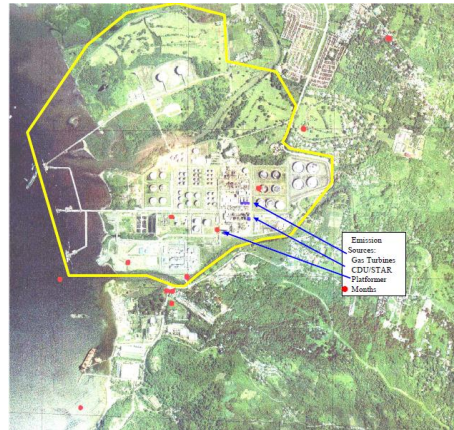 Emission
Sources:
Gas Turbines
CDU/STAR
Platformer
Months